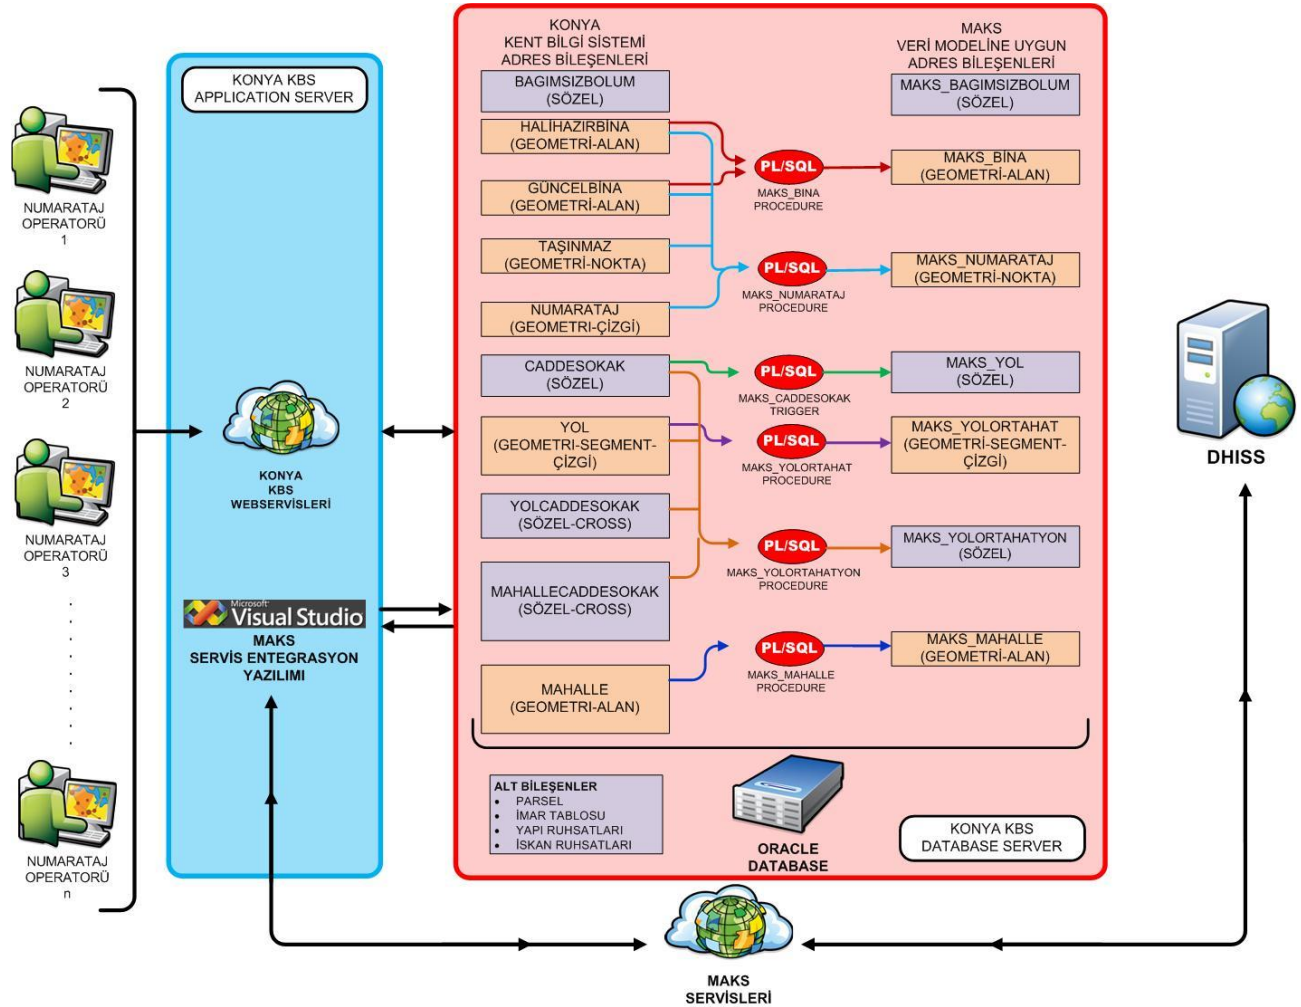 KONYA KBS
APPLICATION SERVER
NUMARATAJ
OPERATORÜ
1
NUMARATAJ
OPERATORÜ
2
NUMARATAJ
OPERATORÜ
3
NUMARATAJ
OPERATORÜ
n
KONYA
KBS
WEBSERVİSLERİ
Microsoft
Visual Studio
MAKS
SERVİS ENTEGRASYON
YAZILIMI
KONYA
KENT BİLGİ SİSTEMİ
ADRES BİLEŞENLERİ
BAGIMSIZBOLUM
(SÖZEL)
HALİHAZIRBİNA
(GEOMETRİ-ALAN)
GÜNCELBİNA
(GEOMETRİ-ALAN)
TAŞINMAZ
(GEOMETRİ-NOKTA)
NUMARATAJ
(GEOMETRI-ÇİZGİ)
CADDESOKAK
(SÖZEL)
YOL
(GEOMETRI-SEGMENT-
ÇİZGİ)
YOLCADDESOKAK
(SÖZEL-CROSS)
MAHALLECADDESOKAK
(SÖZEL-CROSS)
MAHALLE
(GEOMETRI-ALAN)
PL/SQL
MAKS_BINA
PROCEDURE
PL/SQL
MAKS_NUMARATAJ
PROCEDURE
PL/SQL
MAKS_CADDESOKAK
TRIGGER
PL/SQL
MAKS_YOLORTAHAT
PROCEDURE
PL/SQL
MAKS_YOLORTAHATYON
PROCEDURE
PL/SQL
MAKS_MAHALLE
PROCEDURE
MAKS
VERİ MODELİNE UYGUN
ADRES BİLEŞENLERİ
MAKS_BAGIMSIZBOLUM
(SÖZEL)
MAKS_BİNA
(GEOMETRİ-ALAN)
MAKS_NUMARATAJ
(GEOMETRİ-NOKTA)
MAKS_YOL
(SÖZEL)
MAKS_YOLORTAHAT
(GEOMETRİ-SEGMENT-
ÇİZGİ)
MAKS_YOLORTAHATYON
(SÖZEL)
MAKS_MAHALLE
(GEOMETRİ-ALAN)
ALT BİLEŞENLER
• PARSEL
• İMAR TABLOSU
• YAPI RUHSATLARI
• İSKAN RUHSATLARI
ORACLE
DATABASE
KONYA KBS
DATABASE SERVER
DHISS
MAKS
SERVİSLERİ